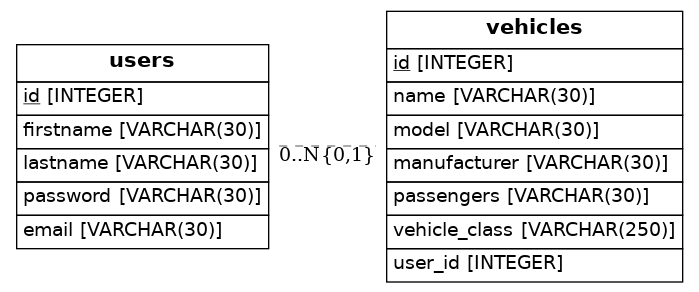 users
id [INTEGER]
firstname [VARCHAR(30)]
lastname [VARCHAR(30)]
password [VARCHAR(30)]
email [VARCHAR(30)]
0..N{0,1}
vehicles
id [INTEGER]
name [VARCHAR(30)]
model [VARCHAR(30)]
manufacturer [VARCHAR(30)]
passengers [VARCHAR(30)]
vehicle_class [VARCHAR(250)]
user_id [INTEGER]